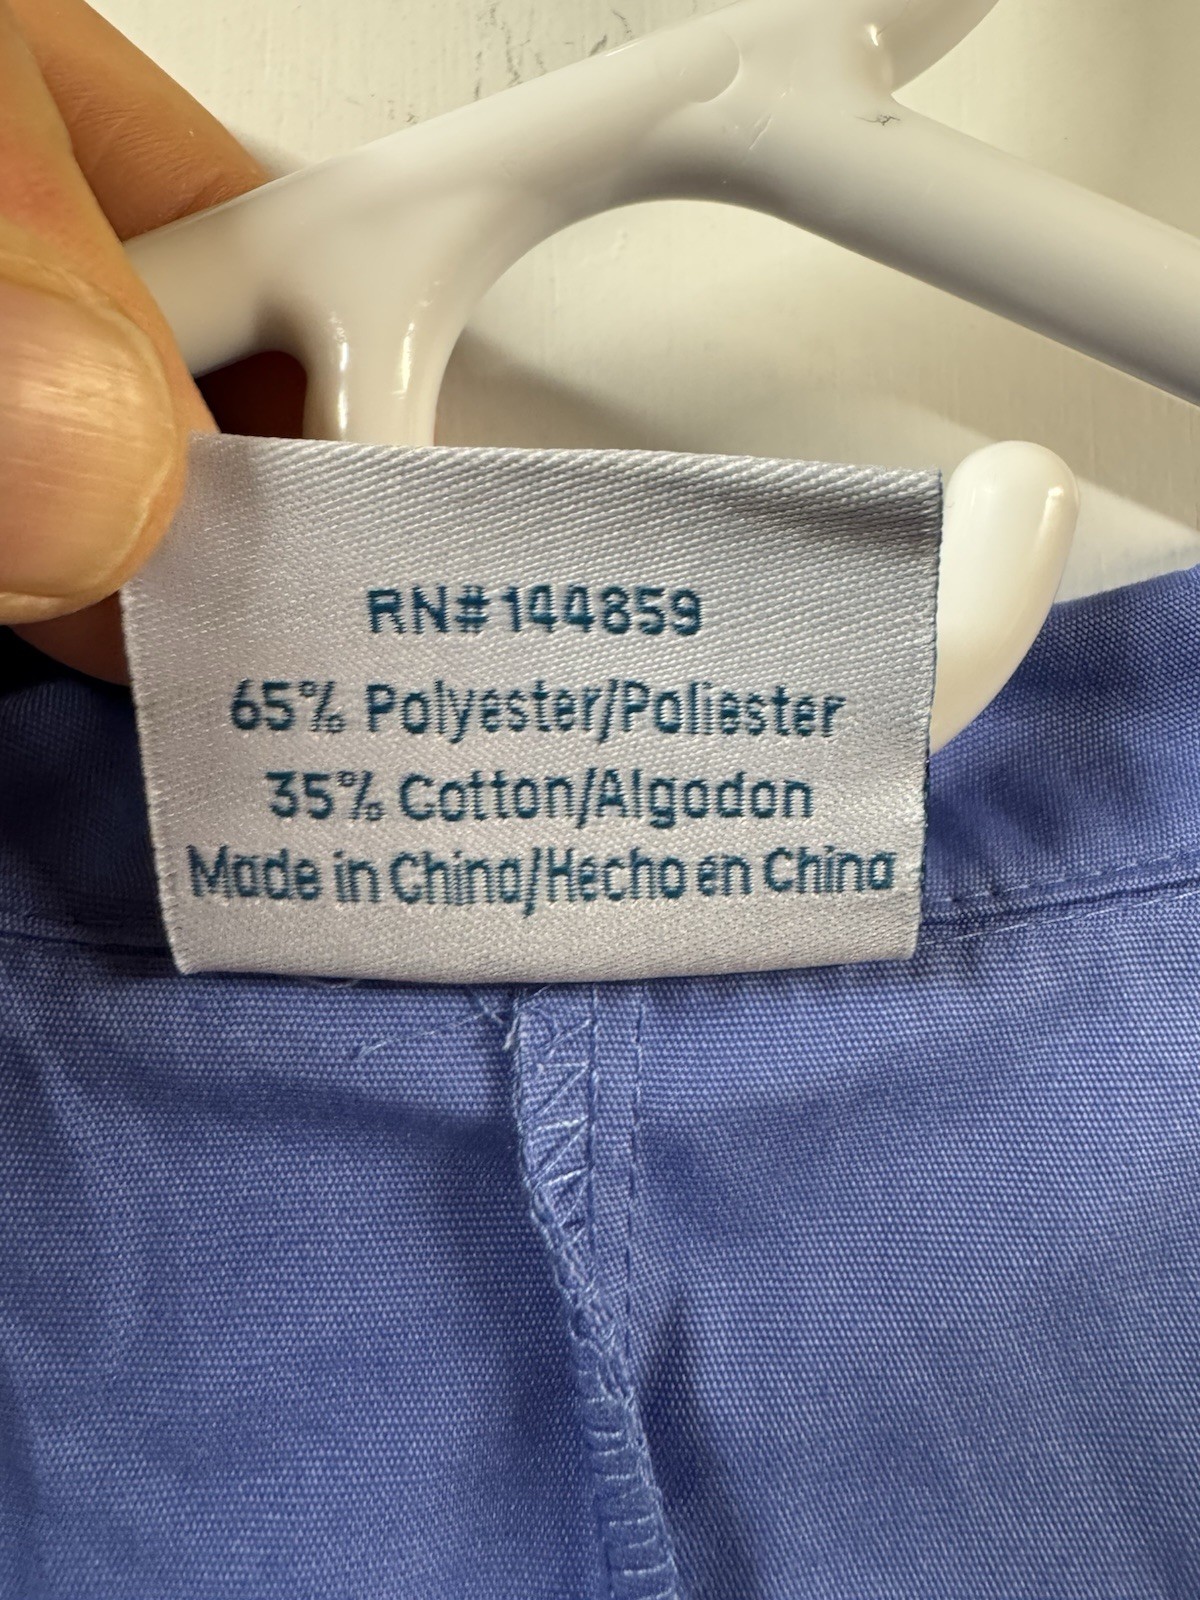 RN#144859
65% Polyester/Poliester
35% Cotton/Algodon
Made in China/Hecho en China